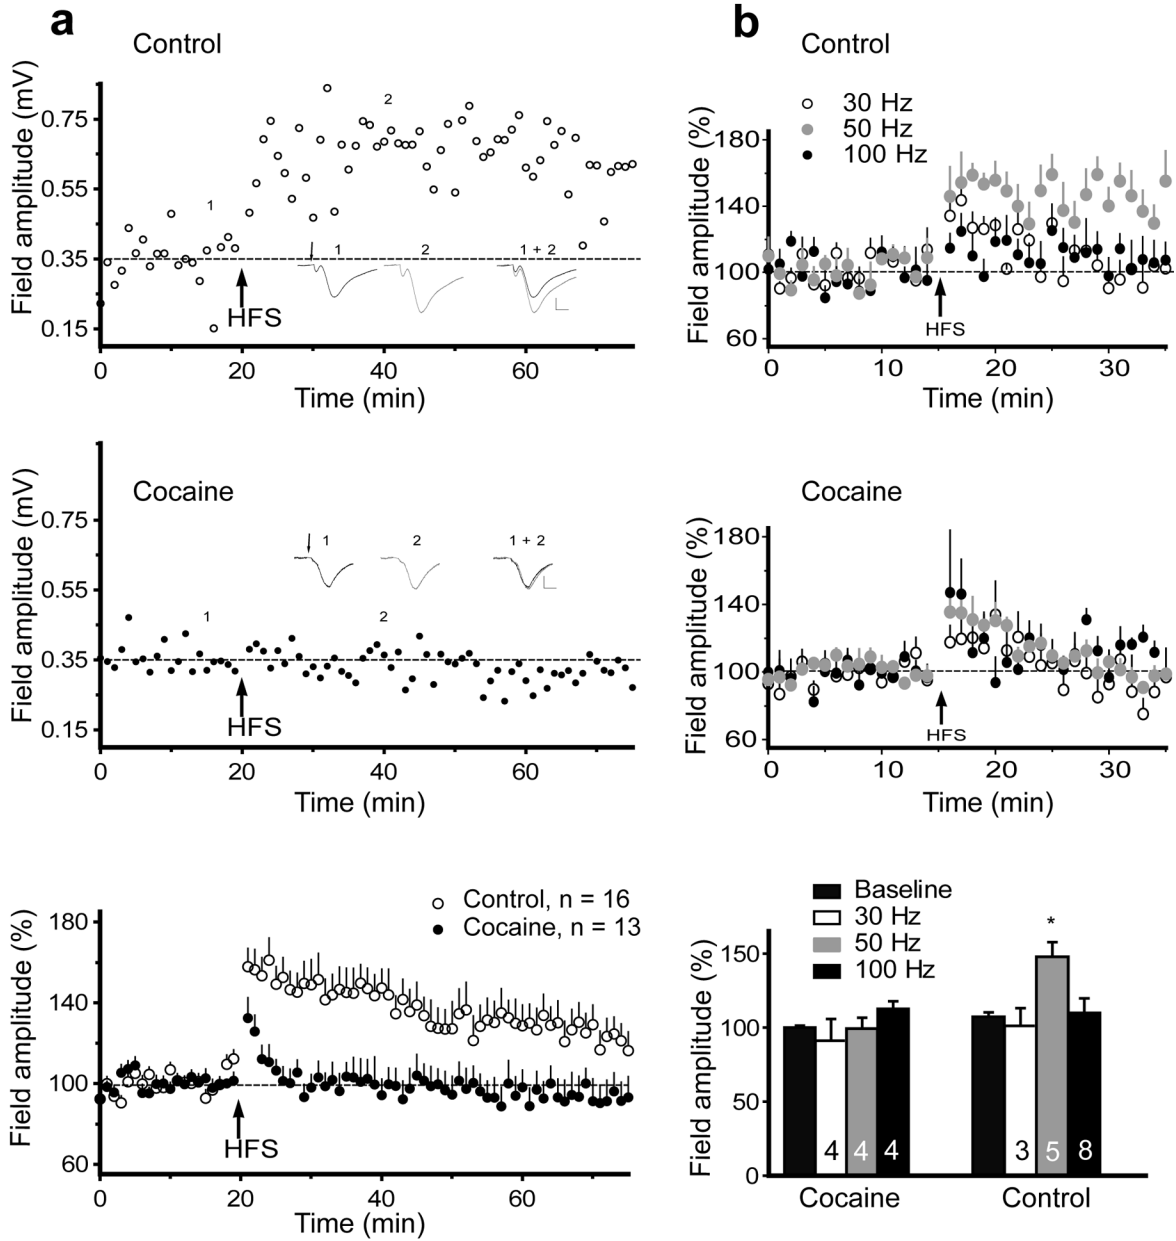 a
Control
Field amplitude (mV)
0.75
0.55
0.35
0.15
1
2
HFS
1
2
1 + 2
0
20
40
60
Time (min)
Cocaine
Field amplitude (mV)
0.75
0.55
0.35
0.15
1
2
1 + 2
1
2
HFS
0
20
40
60
Time (min)
Control, n = 16
Cocaine, n = 13
Field amplitude (%)
180
140
100
60
HFS
0
20
40
60
Time (min)
b
Control
30 Hz
50 Hz
100 Hz
Field amplitude (%)
180
140
100
60
HFS
0
10
20
30
Time (min)
Cocaine
Field amplitude (%)
180
140
100
60
HFS
0
10
20
30
Time (min)
Baseline
30 Hz
50 Hz
100 Hz
Field amplitude (%)
150
100
50
0
*
4
4
4
3
5
8
Cocaine
Control